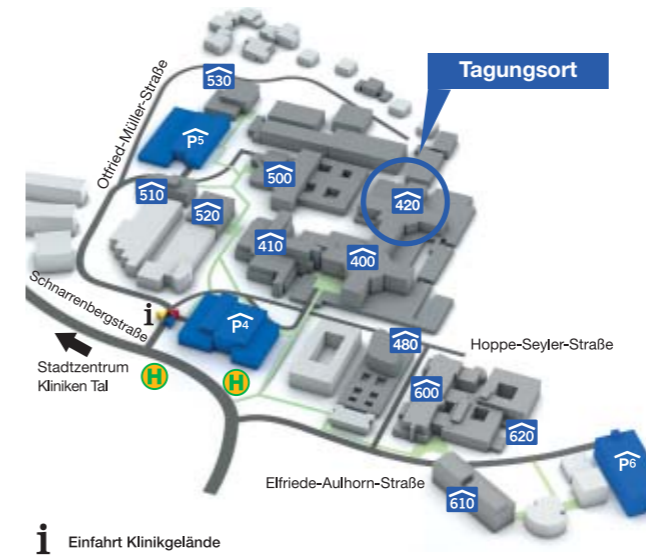 Tagungsort
530
Otfried-Müller-Straße
P5
500
510
420
520
410
400
Schnarrenbergstraße
i
P4
480
Hoppe-Seyler-Straße
Stadtzentrum
Kliniken Tal
H
H
600
620
P6
Elfriede-Aulhorn-Straße
610
i Einfahrt Klinikgelände